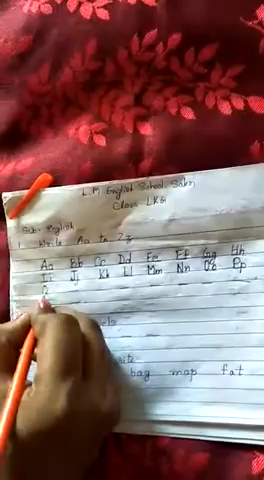 L.M English School Salon
Class LKG
Sub:- English
1. Write Aa to Zz
Aa Bb Cc Dd Ee Ff Gg Hh
Ii Jj Kk Ll Mm Nn Oo Pp
Q
bag map fat